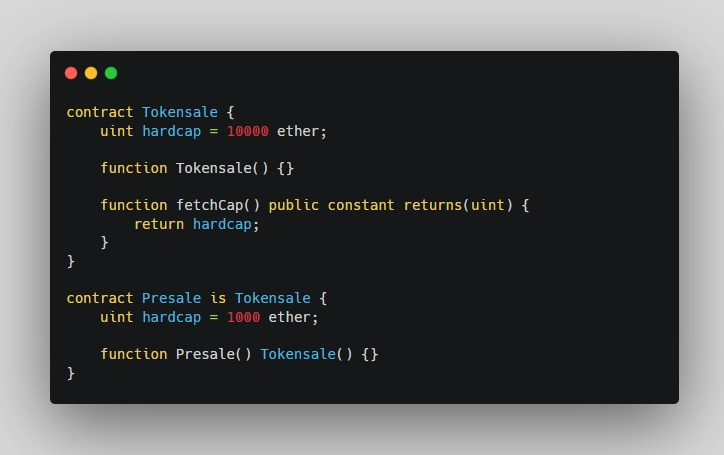 contract Tokensale {
    uint hardcap = 10000 ether;

    function Tokensale() {}

    function fetchCap() public constant returns(uint) {
        return hardcap;
    }
}

contract Presale is Tokensale {
    uint hardcap = 1000 ether;

    function Presale() Tokensale() {}
}